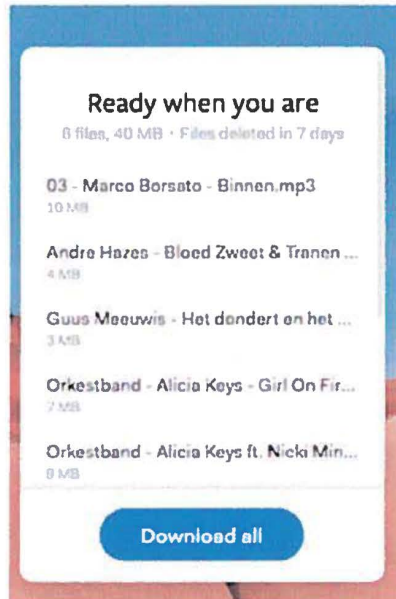 Ready when you are
6 files, 40 MB · Files deleted in 7 days
03 - Marco Borsato - Binnen.mp3
10 MB
Andre Hazes - Bloed Zweet & Tranen ...
4 MB
Guus Meeuwis - Het dondert en het ...
3 MB
Orkestband - Alicia Keys - Girl On Fir...
7 MB
Orkestband - Alicia Keys ft. Nicki Min...
9 MB
Download all